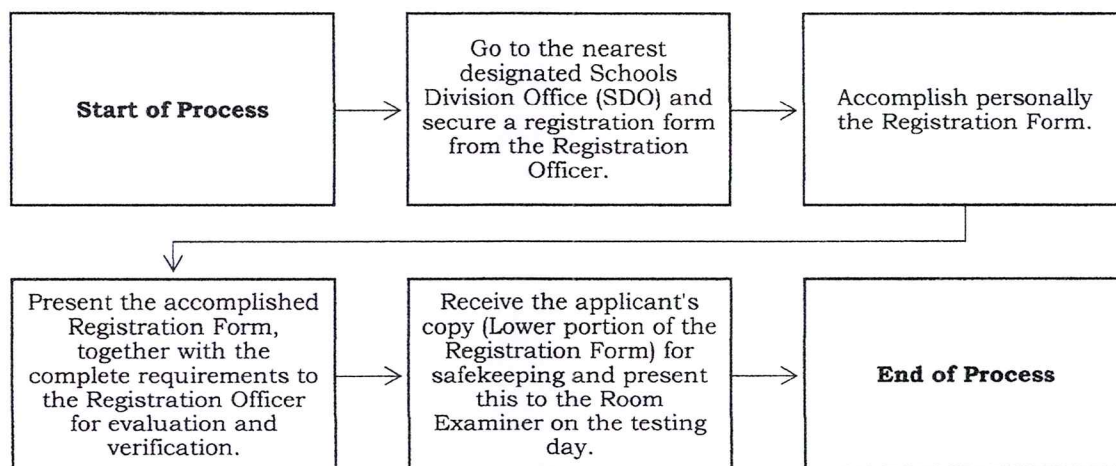 Start of Process
Go to the nearest
designated Schools
Division Office (SDO) and
secure a registration form
from the Registration
Officer.
Accomplish personally
the Registration Form.
Present the accomplished
Registration Form,
together with the
complete requirements to
the Registration Officer
for evaluation and
verification.
Receive the applicant's
copy (Lower portion of the
Registration Form) for
safekeeping and present
this to the Room
Examiner on the testing
day.
End of Process